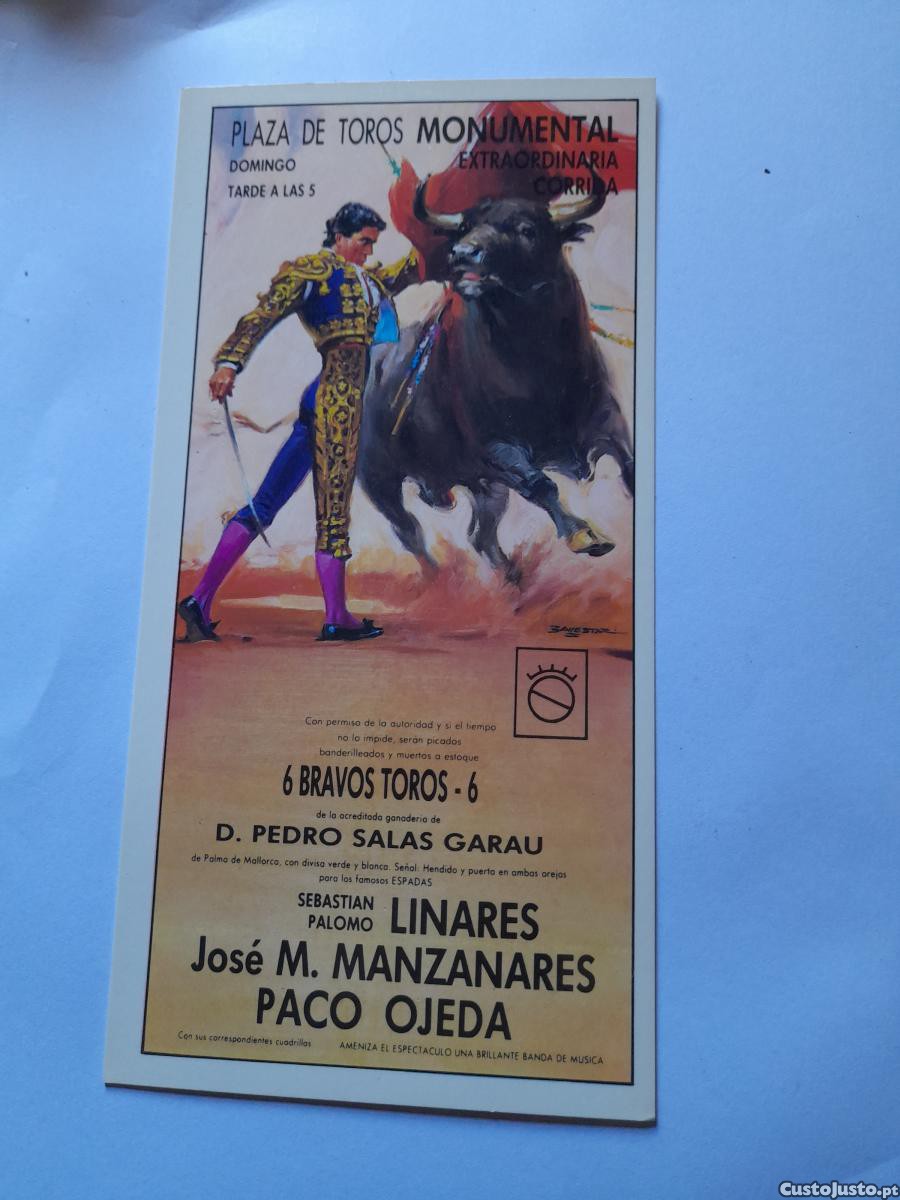 PLAZA DE TOROS MONUMENTAL
DOMINGO
TARDE A LAS 5
EXTRAORDINARIA
CORRIDA
BALLESTAR
Con permiso de la autoridad y si el tiempo
no lo impide, serán picados
banderilleados y muertos a estoque
6 BRAVOS TOROS - 6
de la acreditada ganadería de
D. PEDRO SALAS GARAU
de Palma de Mallorca, con divisa verde y blanca. Señal: Hendido y puerta en ambas orejas
para los famosos ESPADAS
SEBASTIAN
PALOMO LINARES
José M. MANZANARES
PACO OJEDA
Con sus correspondientes cuadrillas AMENIZA EL ESPECTACULO UNA BRILLANTE BANDA DE MUSICA
CustoJusto.pt